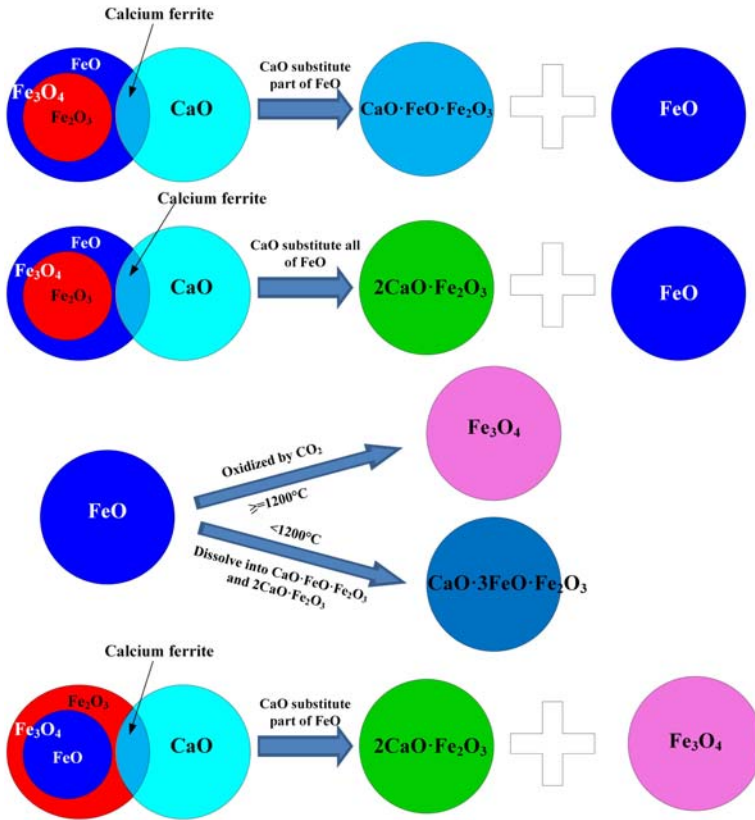 Calcium ferrite
FeO
Fe₃O₄
Fe₂O₃
CaO
CaO substitute
part of FeO
CaO·FeO·Fe₂O₃
FeO
Calcium ferrite
FeO
Fe₃O₄
Fe₂O₃
CaO
CaO substitute all
of FeO
2CaO·Fe₂O₃
FeO
FeO
Oxidized by CO₂
≥=1200°C
Fe₃O₄
<1200°C
Dissolve into CaO·FeO·Fe₂O₃
and 2CaO·Fe₂O₃
CaO·3FeO·Fe₂O₃
Calcium ferrite
Fe₂O₃
Fe₃O₄
FeO
CaO
CaO substitute
part of FeO
2CaO·Fe₂O₃
Fe₃O₄